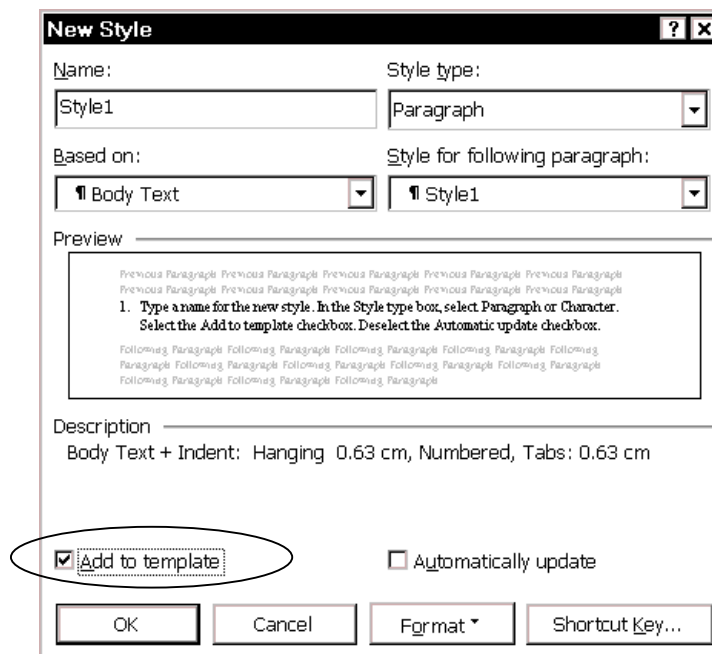 New Style
Name: Style type:
Style1 Paragraph
Based on: Style for following paragraph:
¶ Body Text ¶ Style1
Preview
Previous Paragraph Previous Paragraph Previous Paragraph Previous Paragraph Previous Paragraph
Previous Paragraph Previous Paragraph Previous Paragraph Previous Paragraph Previous Paragraph
1. Type a name for the new style. In the Style type box, select Paragraph or Character.
Select the Add to template checkbox. Deselect the Automatic update checkbox.
Following Paragraph Following Paragraph Following Paragraph Following Paragraph Following
Paragraph Following Paragraph Following Paragraph Following Paragraph Following Paragraph
Following Paragraph Following Paragraph Following Paragraph
Description
Body Text + Indent: Hanging 0.63 cm, Numbered, Tabs: 0.63 cm
Add to template Automatically update
OK Cancel Format Shortcut Key...